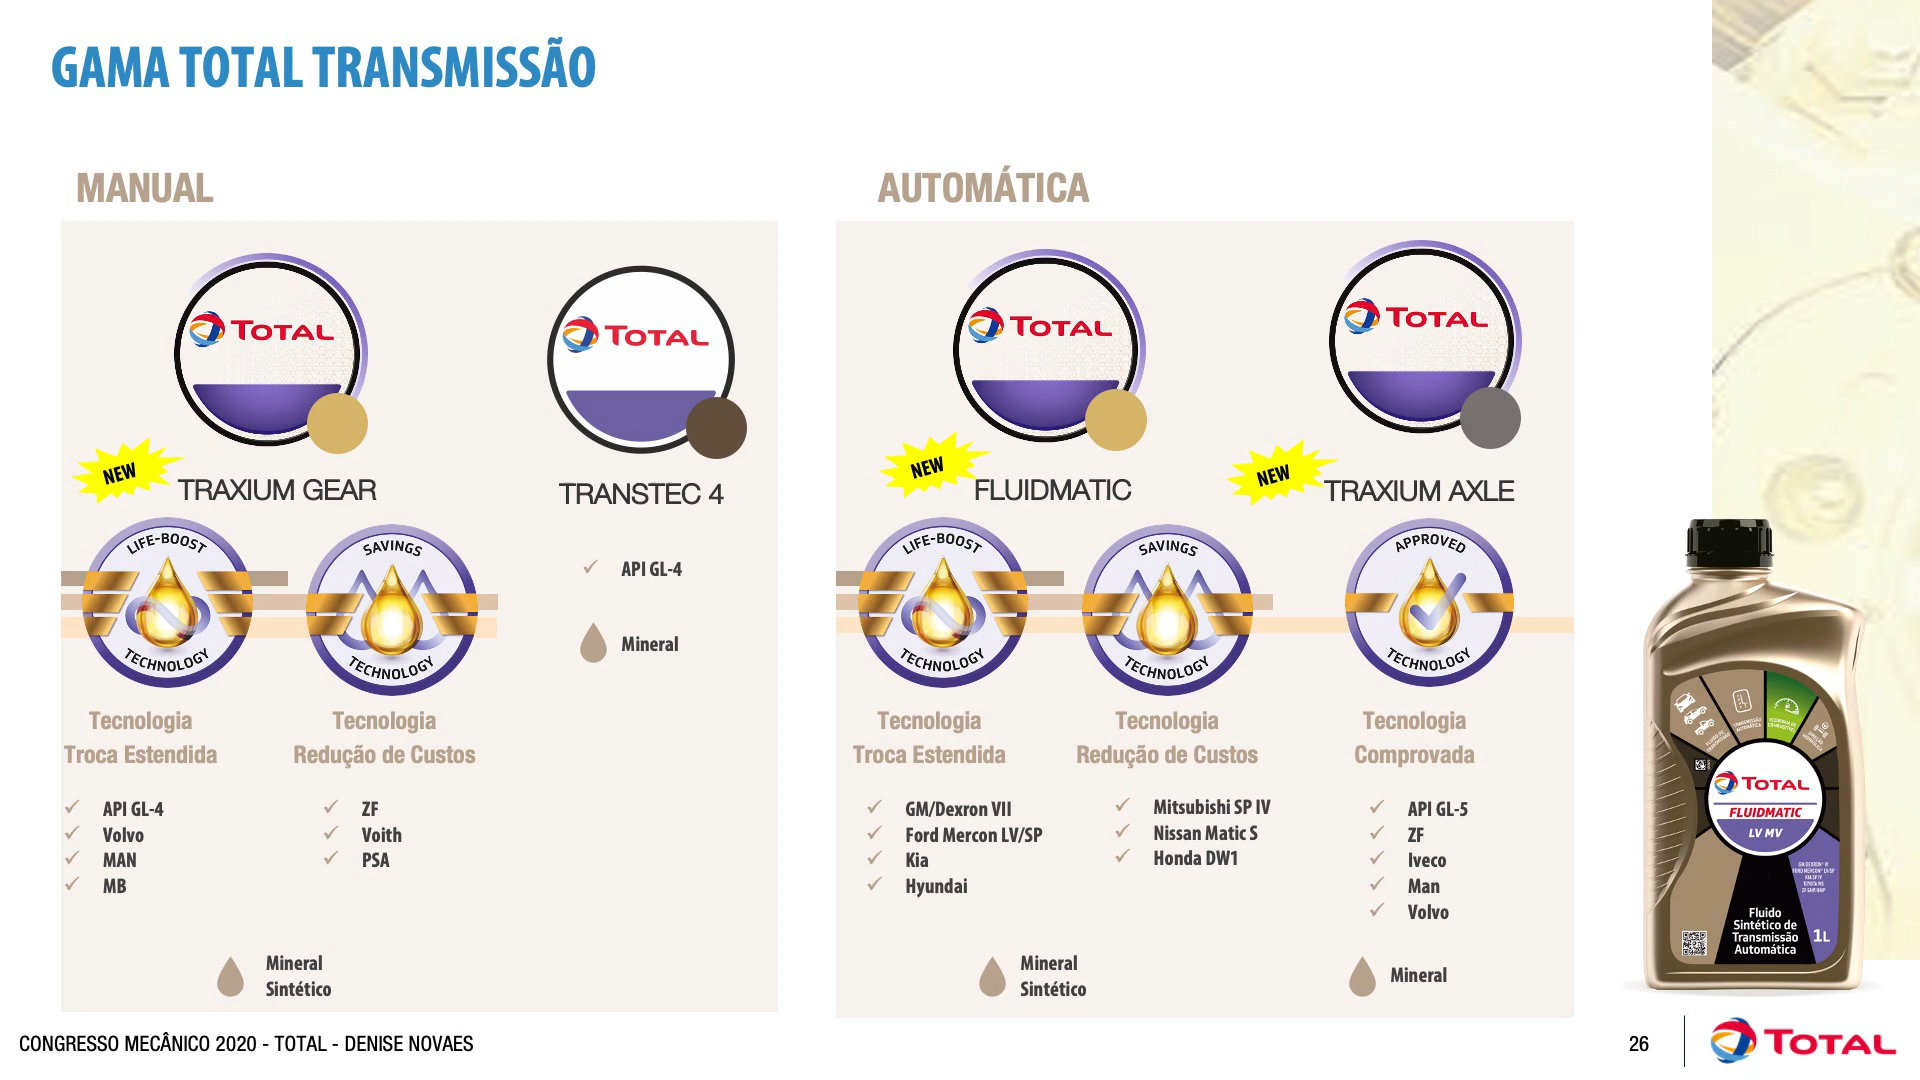 GAMA TOTAL TRANSMISSÃO
MANUAL
TOTAL
TOTAL
NEW
TRAXIUM GEAR
TRANSTEC 4
LIFE-BOOST
TECHNOLOGY
SAVINGS
TECHNOLOGY
API GL-4
Mineral
Tecnologia
Troca Estendida
Tecnologia
Redução de Custos
API GL-4
Volvo
MAN
MB
ZF
Voith
PSA
Mineral
Sintético
AUTOMÁTICA
TOTAL
TOTAL
NEW
FLUIDMATIC
NEW
TRAXIUM AXLE
LIFE-BOOST
TECHNOLOGY
SAVINGS
TECHNOLOGY
APPROVED
TECHNOLOGY
Tecnologia
Troca Estendida
Tecnologia
Redução de Custos
Tecnologia
Comprovada
GM/Dexron VII
Ford Mercon LV/SP
Kia
Hyundai
Mitsubishi SP IV
Nissan Matic S
Honda DW1
API GL-5
ZF
Iveco
Man
Volvo
Mineral
Sintético
Mineral
TOTAL
FLUIDMATIC
LV MV
Fluido
Sintético de
Transmissão
Automática
1L
CONGRESSO MECÂNICO 2020 - TOTAL - DENISE NOVAES
26
TOTAL